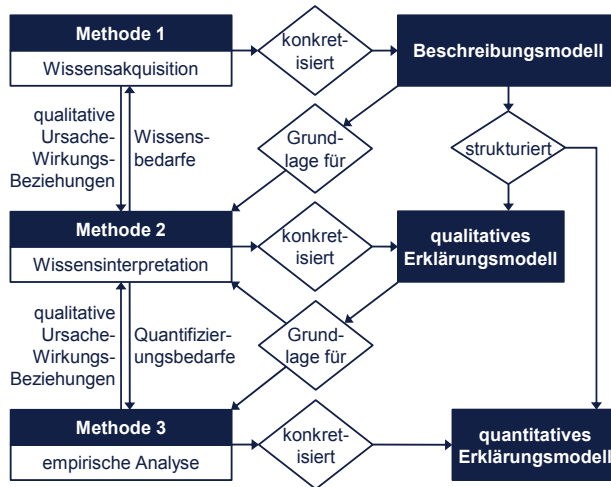 Methode 1
Wissensakquisition
konkret-
isiert
Beschreibungsmodell
qualitative
Ursache-
Wirkungs-
Beziehungen
Wissens-
bedarfe
Grund-
lage für
strukturiert
Methode 2
Wissensinterpretation
konkret-
isiert
qualitatives
Erklärungsmodell
qualitative
Ursache-
Wirkungs-
Beziehungen
Quantifizier-
ungsbedarfe
Grund-
lage für
Methode 3
empirische Analyse
konkret-
isiert
quantitatives
Erklärungsmodell